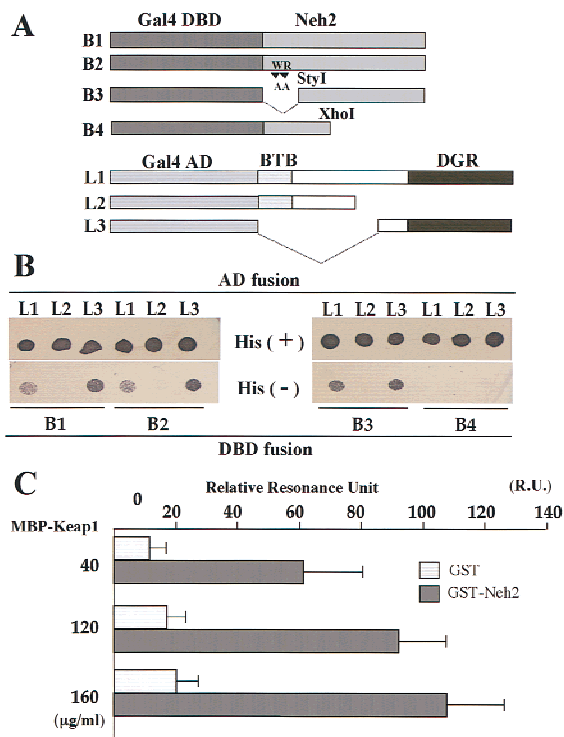 A
Gal4 DBD Neh2
B1
B2
WR
AA
StyI
B3
XhoI
B4
Gal4 AD BTB DGR
L1
L2
L3
B
AD fusion
L1 L2 L3 L1 L2 L3 L1 L2 L3 L1 L2 L3
His (+)
His (-)
B1 B2 B3 B4
DBD fusion
C
Relative Resonance Unit (R.U.)
0 20 40 60 80 100 120 140
MBP-Keap1
40
GST
GST-Neh2
120
160
(μg/ml)